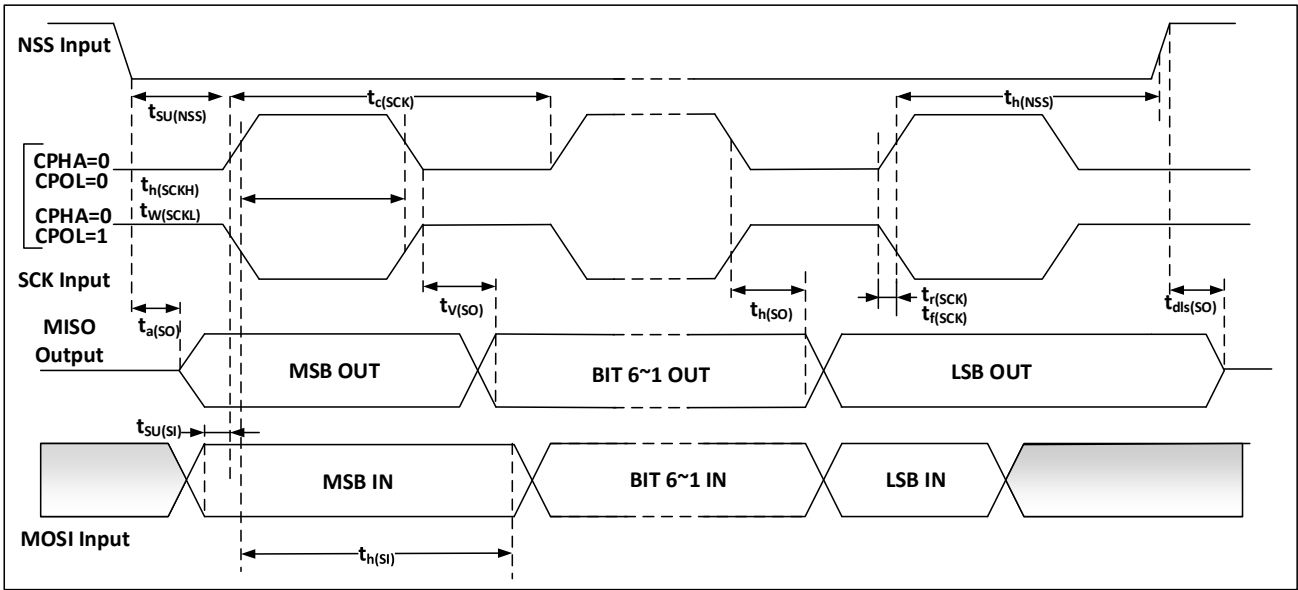 NSS Input
tSU(NSS)
tc(SCK)
th(NSS)
CPHA=0
CPOL=0
th(SCKH)
CPHA=0
tW(SCKL)
CPOL=1
SCK Input
ta(SO)
tV(SO)
th(SO)
tr(SCK)
tf(SCK)
tdls(SO)
MISO
Output
MSB OUT
BIT 6~1 OUT
LSB OUT
tSU(SI)
MSB IN
BIT 6~1 IN
LSB IN
MOSI Input
th(SI)